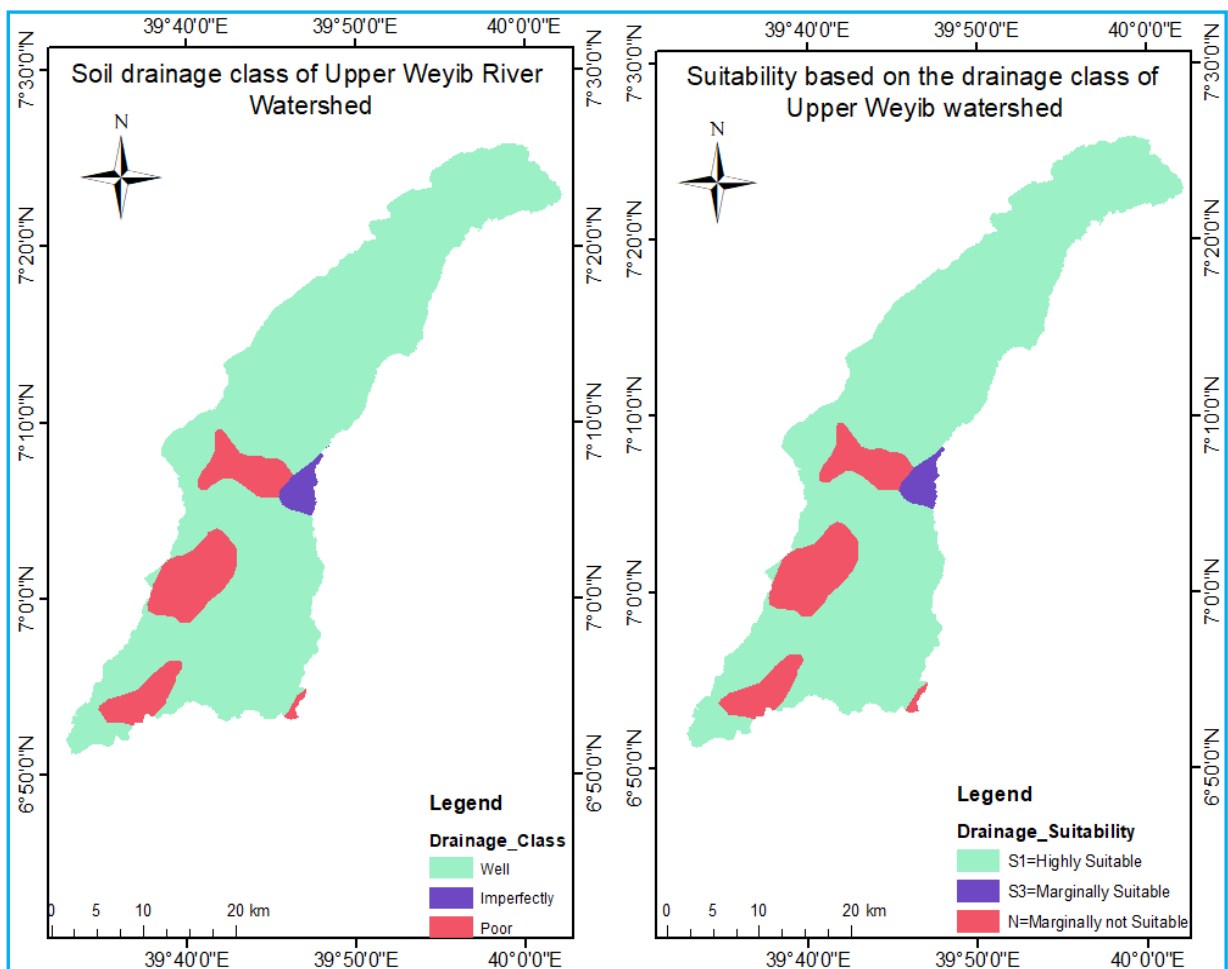 39°40'0"E 39°50'0"E 40°0'0"E
Soil drainage class of Upper Weyib River
Watershed
N
7°30'0"N
7°20'0"N
7°10'0"N
7°0'0"N
6°50'0"N
7°30'0"N
7°20'0"N
7°10'0"N
7°0'0"N
6°50'0"N
Legend
Drainage_Class
Well
Imperfectly
Poor
0 5 10 20 km
39°40'0"E 39°50'0"E 40°0'0"E
39°40'0"E 39°50'0"E 40°0'0"E
Suitability based on the drainage class of
Upper Weyib watershed
N
7°30'0"N
7°20'0"N
7°10'0"N
7°0'0"N
6°50'0"N
7°30'0"N
7°20'0"N
7°10'0"N
7°0'0"N
6°50'0"N
Legend
Drainage_Suitability
S1=Highly Suitable
S3=Marginally Suitable
N=Marginally not Suitable
0 5 10 20 km
39°40'0"E 39°50'0"E 40°0'0"E